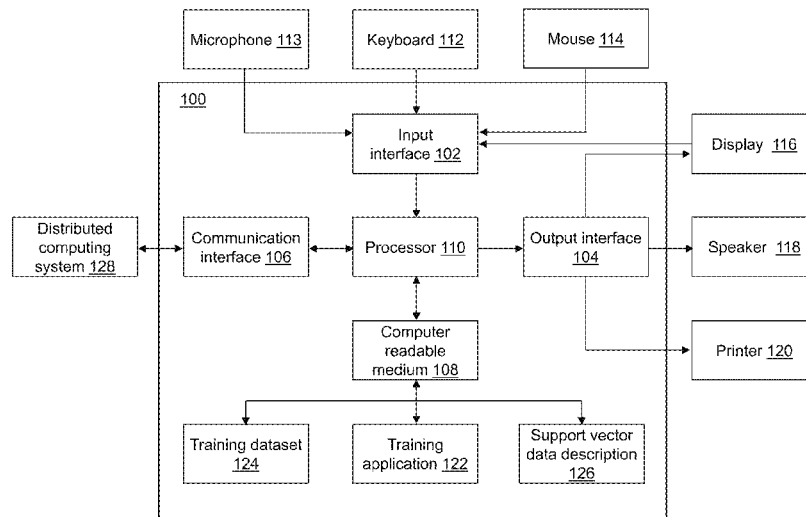 Microphone 113
Keyboard 112
Mouse 114
100
Input
interface 102
Display 116
Distributed
computing
system 128
Communication
interface 106
Processor 110
Output interface
104
Speaker 118
Computer
readable
medium 108
Printer 120
Training dataset
124
Training
application 122
Support vector
data description
126